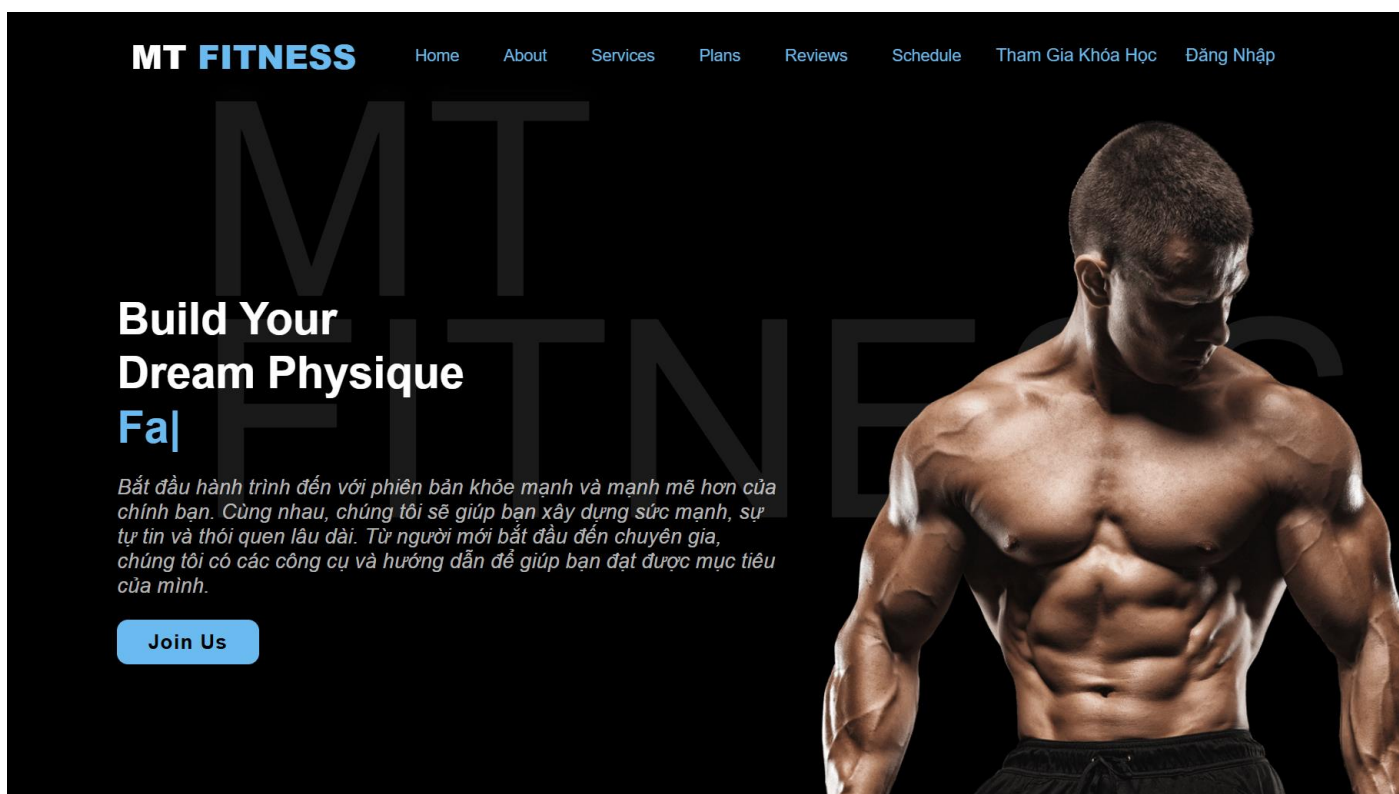 MT FITNESS
Home About Services Plans Reviews Schedule Tham Gia Khóa Học Đăng Nhập
MT
FITNESS
Build Your
Dream Physique
Fa|
Bắt đầu hành trình đến với phiên bản khỏe mạnh và mạnh mẽ hơn của
chính bạn. Cùng nhau, chúng tôi sẽ giúp bạn xây dựng sức mạnh, sự
tự tin và thói quen lâu dài. Từ người mới bắt đầu đến chuyên gia,
chúng tôi có các công cụ và hướng dẫn để giúp bạn đạt được mục tiêu
của mình.
Join Us